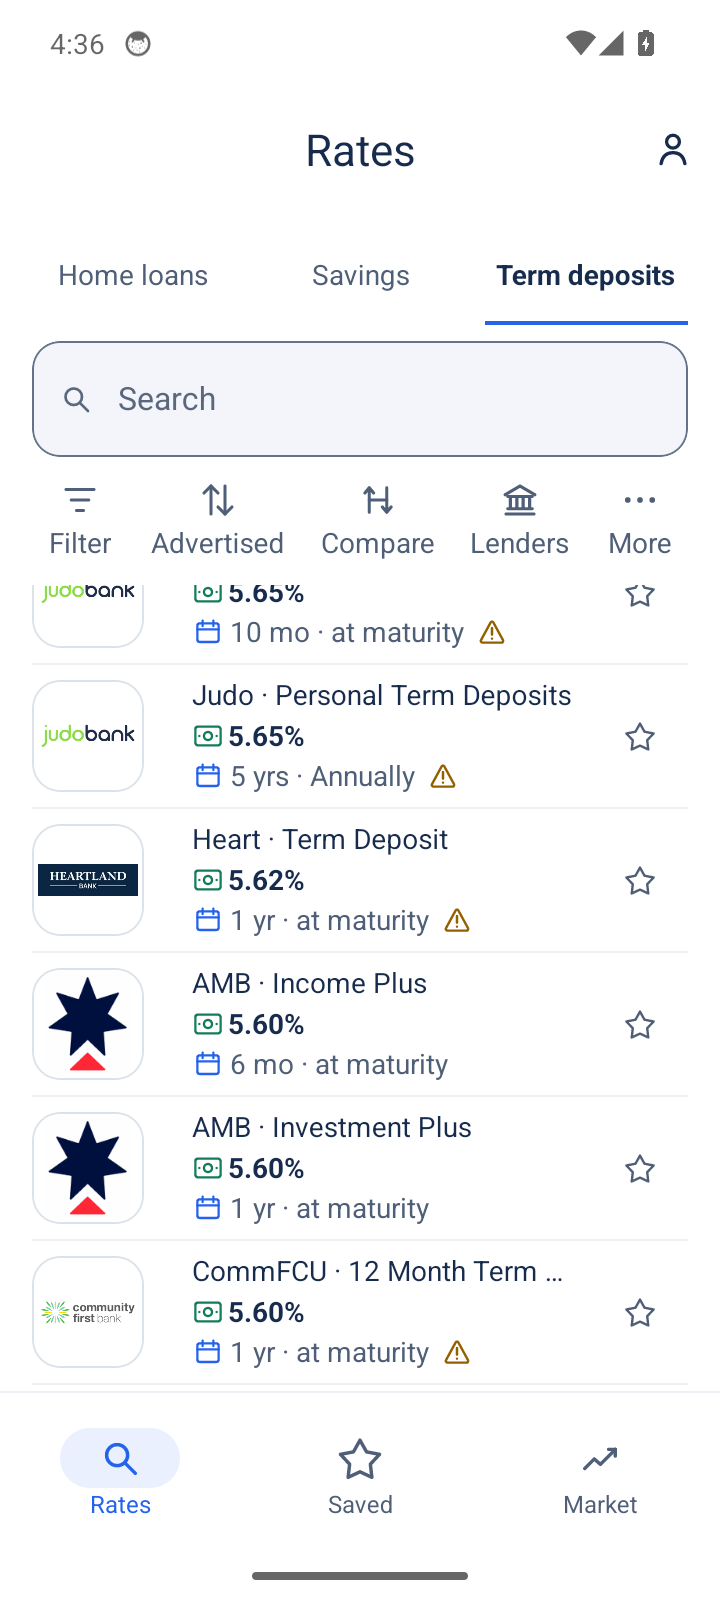 4:36
Rates
Home loans
Savings
Term deposits
Search
Filter
Advertised
Compare
Lenders
More
judobank
5.65%
10 mo · at maturity
judobank
Judo · Personal Term Deposits
5.65%
5 yrs · Annually
HEARTLAND
BANK
Heart · Term Deposit
5.62%
1 yr · at maturity
AMB · Income Plus
5.60%
6 mo · at maturity
AMB · Investment Plus
5.60%
1 yr · at maturity
community
first bank
CommFCU · 12 Month Term ...
5.60%
1 yr · at maturity
Rates
Saved
Market